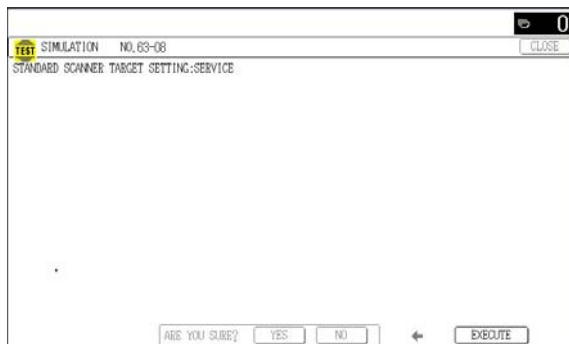 0
TEST SIMULATION NO.63-08 CLOSE
STANDARD SCANNER TARGET SETTING:SERVICE
ARE YOU SURE? YES NO EXECUTE